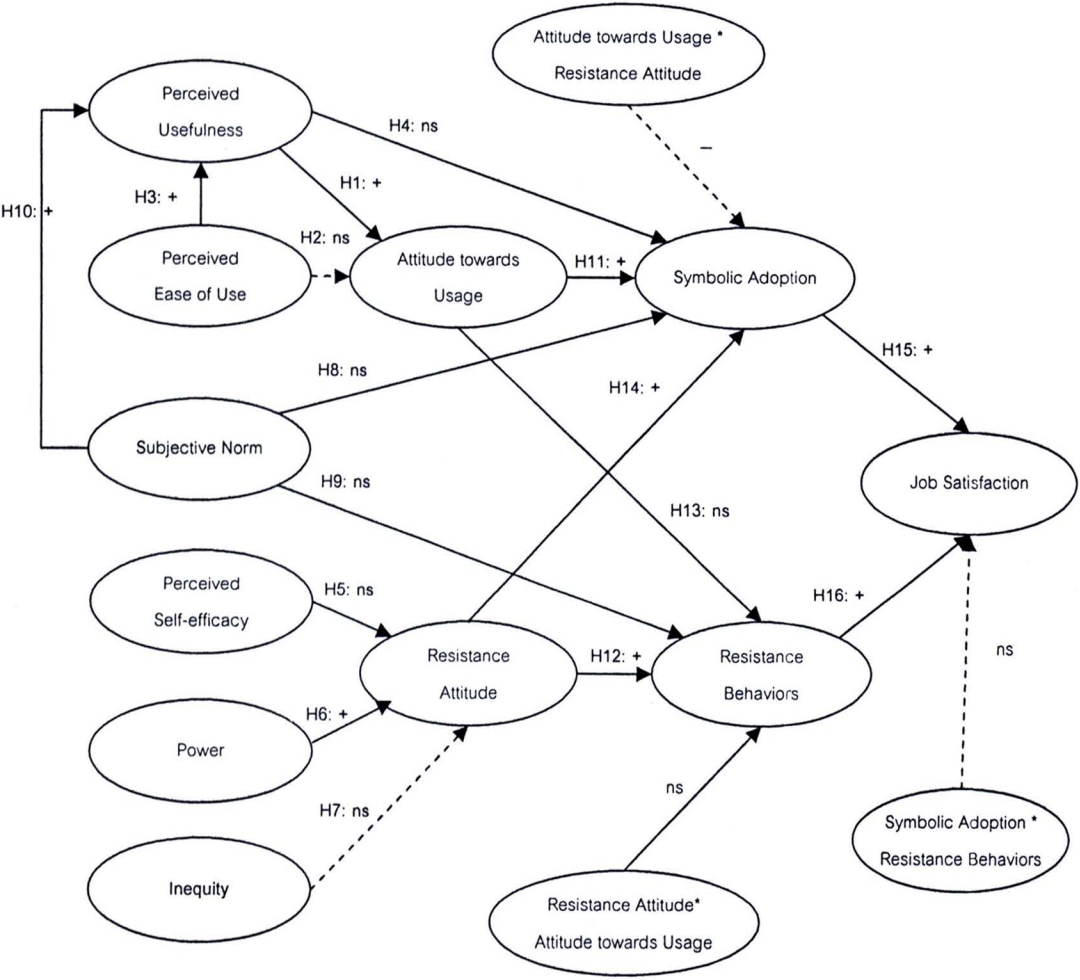 Attitude towards Usage *
Resistance Attitude
Perceived
Usefulness
H4: ns
–
H1: +
H3: +
H10: +
H2: ns
Perceived
Ease of Use
Attitude towards
Usage
H11: +
Symbolic Adoption
H8: ns
H14: +
H15: +
Subjective Norm
H9: ns
Job Satisfaction
H13: ns
Perceived
Self-efficacy
H5: ns
H16: +
Resistance
Attitude
H12: +
Resistance
Behaviors
ns
H6: +
Power
H7: ns
ns
Symbolic Adoption *
Resistance Behaviors
Inequity
Resistance Attitude*
Attitude towards Usage